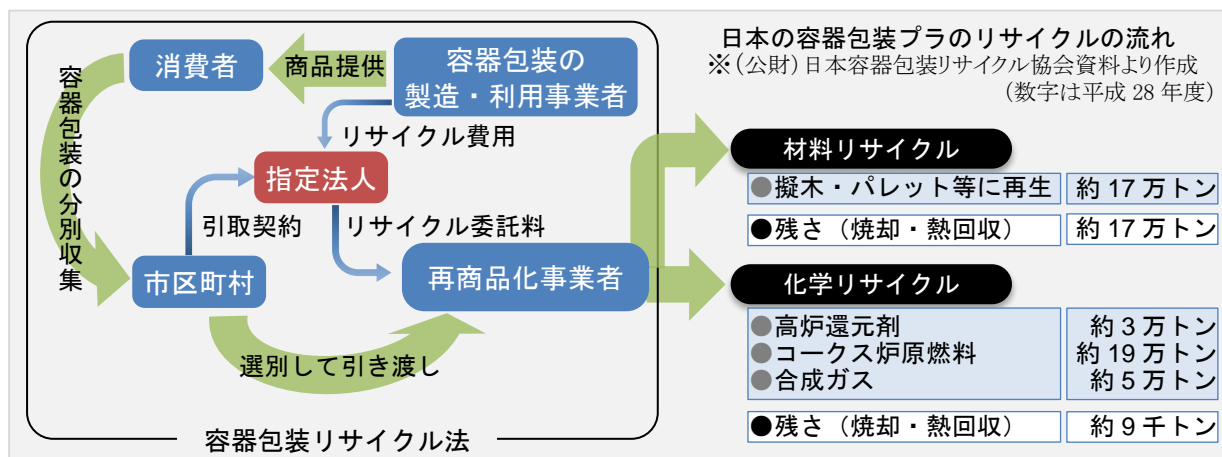 日本の容器包装プラのリサイクルの流れ
※(公財)日本容器包装リサイクル協会資料より作成
(数字は平成 28 年度)
消費者
商品提供
容器包装の
製造・利用事業者
容器包装の分別収集
リサイクル費用
指定法人
引取契約
リサイクル委託料
市区町村
再商品化事業者
選別して引き渡し
容器包装リサイクル法
材料リサイクル
●擬木・パレット等に再生 約 17 万トン
●残さ(焼却・熱回収) 約 17 万トン
化学リサイクル
●高炉還元剤 約 3 万トン
●コークス炉原燃料 約 19 万トン
●合成ガス 約 5 万トン
●残さ(焼却・熱回収) 約 9 千トン